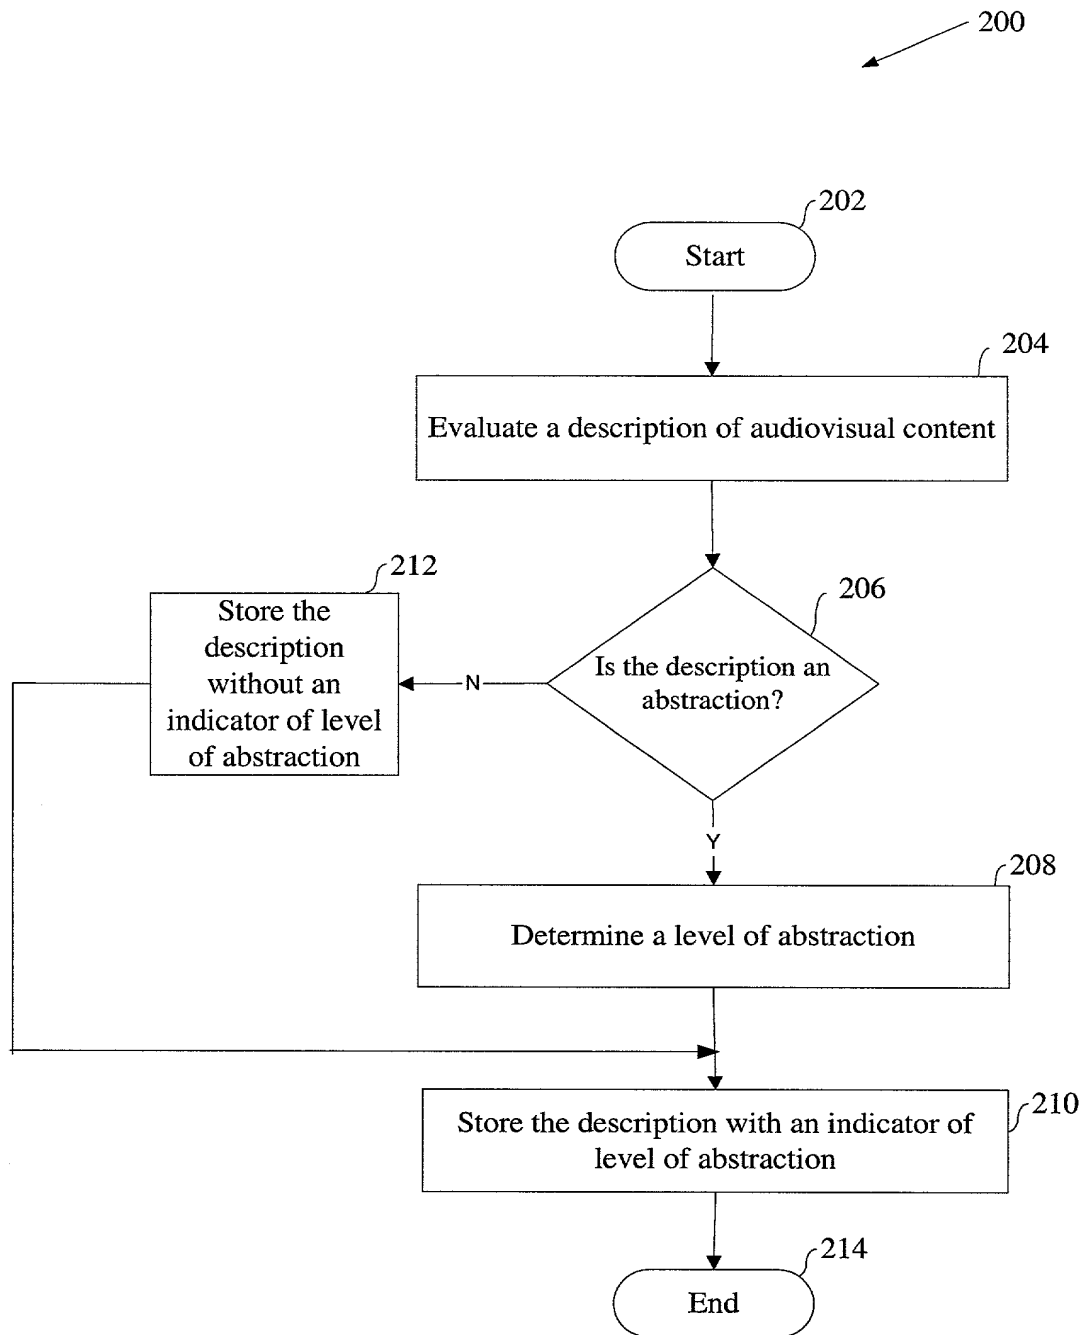 200
202
Start
204
Evaluate a description of audiovisual content
212
Store the
description
without an
indicator of level
of abstraction
N
206
Is the description an
abstraction?
Y
208
Determine a level of abstraction
210
Store the description with an indicator of
level of abstraction
214
End